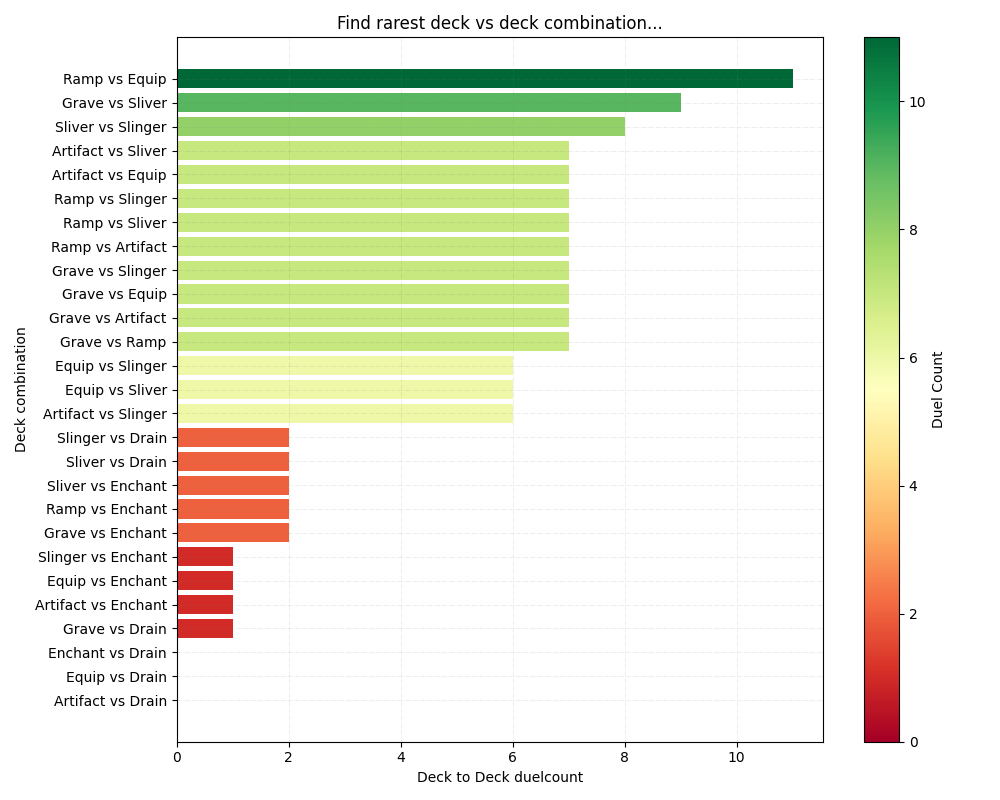 Find rarest deck vs deck combination...
Deck combination
Ramp vs Equip
Grave vs Sliver
Sliver vs Slinger
Artifact vs Sliver
Artifact vs Equip
Ramp vs Slinger
Ramp vs Sliver
Ramp vs Artifact
Grave vs Slinger
Grave vs Equip
Grave vs Artifact
Grave vs Ramp
Equip vs Slinger
Equip vs Sliver
Artifact vs Slinger
Slinger vs Drain
Sliver vs Drain
Sliver vs Enchant
Ramp vs Enchant
Grave vs Enchant
Slinger vs Enchant
Equip vs Enchant
Artifact vs Enchant
Grave vs Drain
Enchant vs Drain
Equip vs Drain
Artifact vs Drain
0 2 4 6 8 10
Deck to Deck duelcount
10
8
6
4
2
0
Duel Count